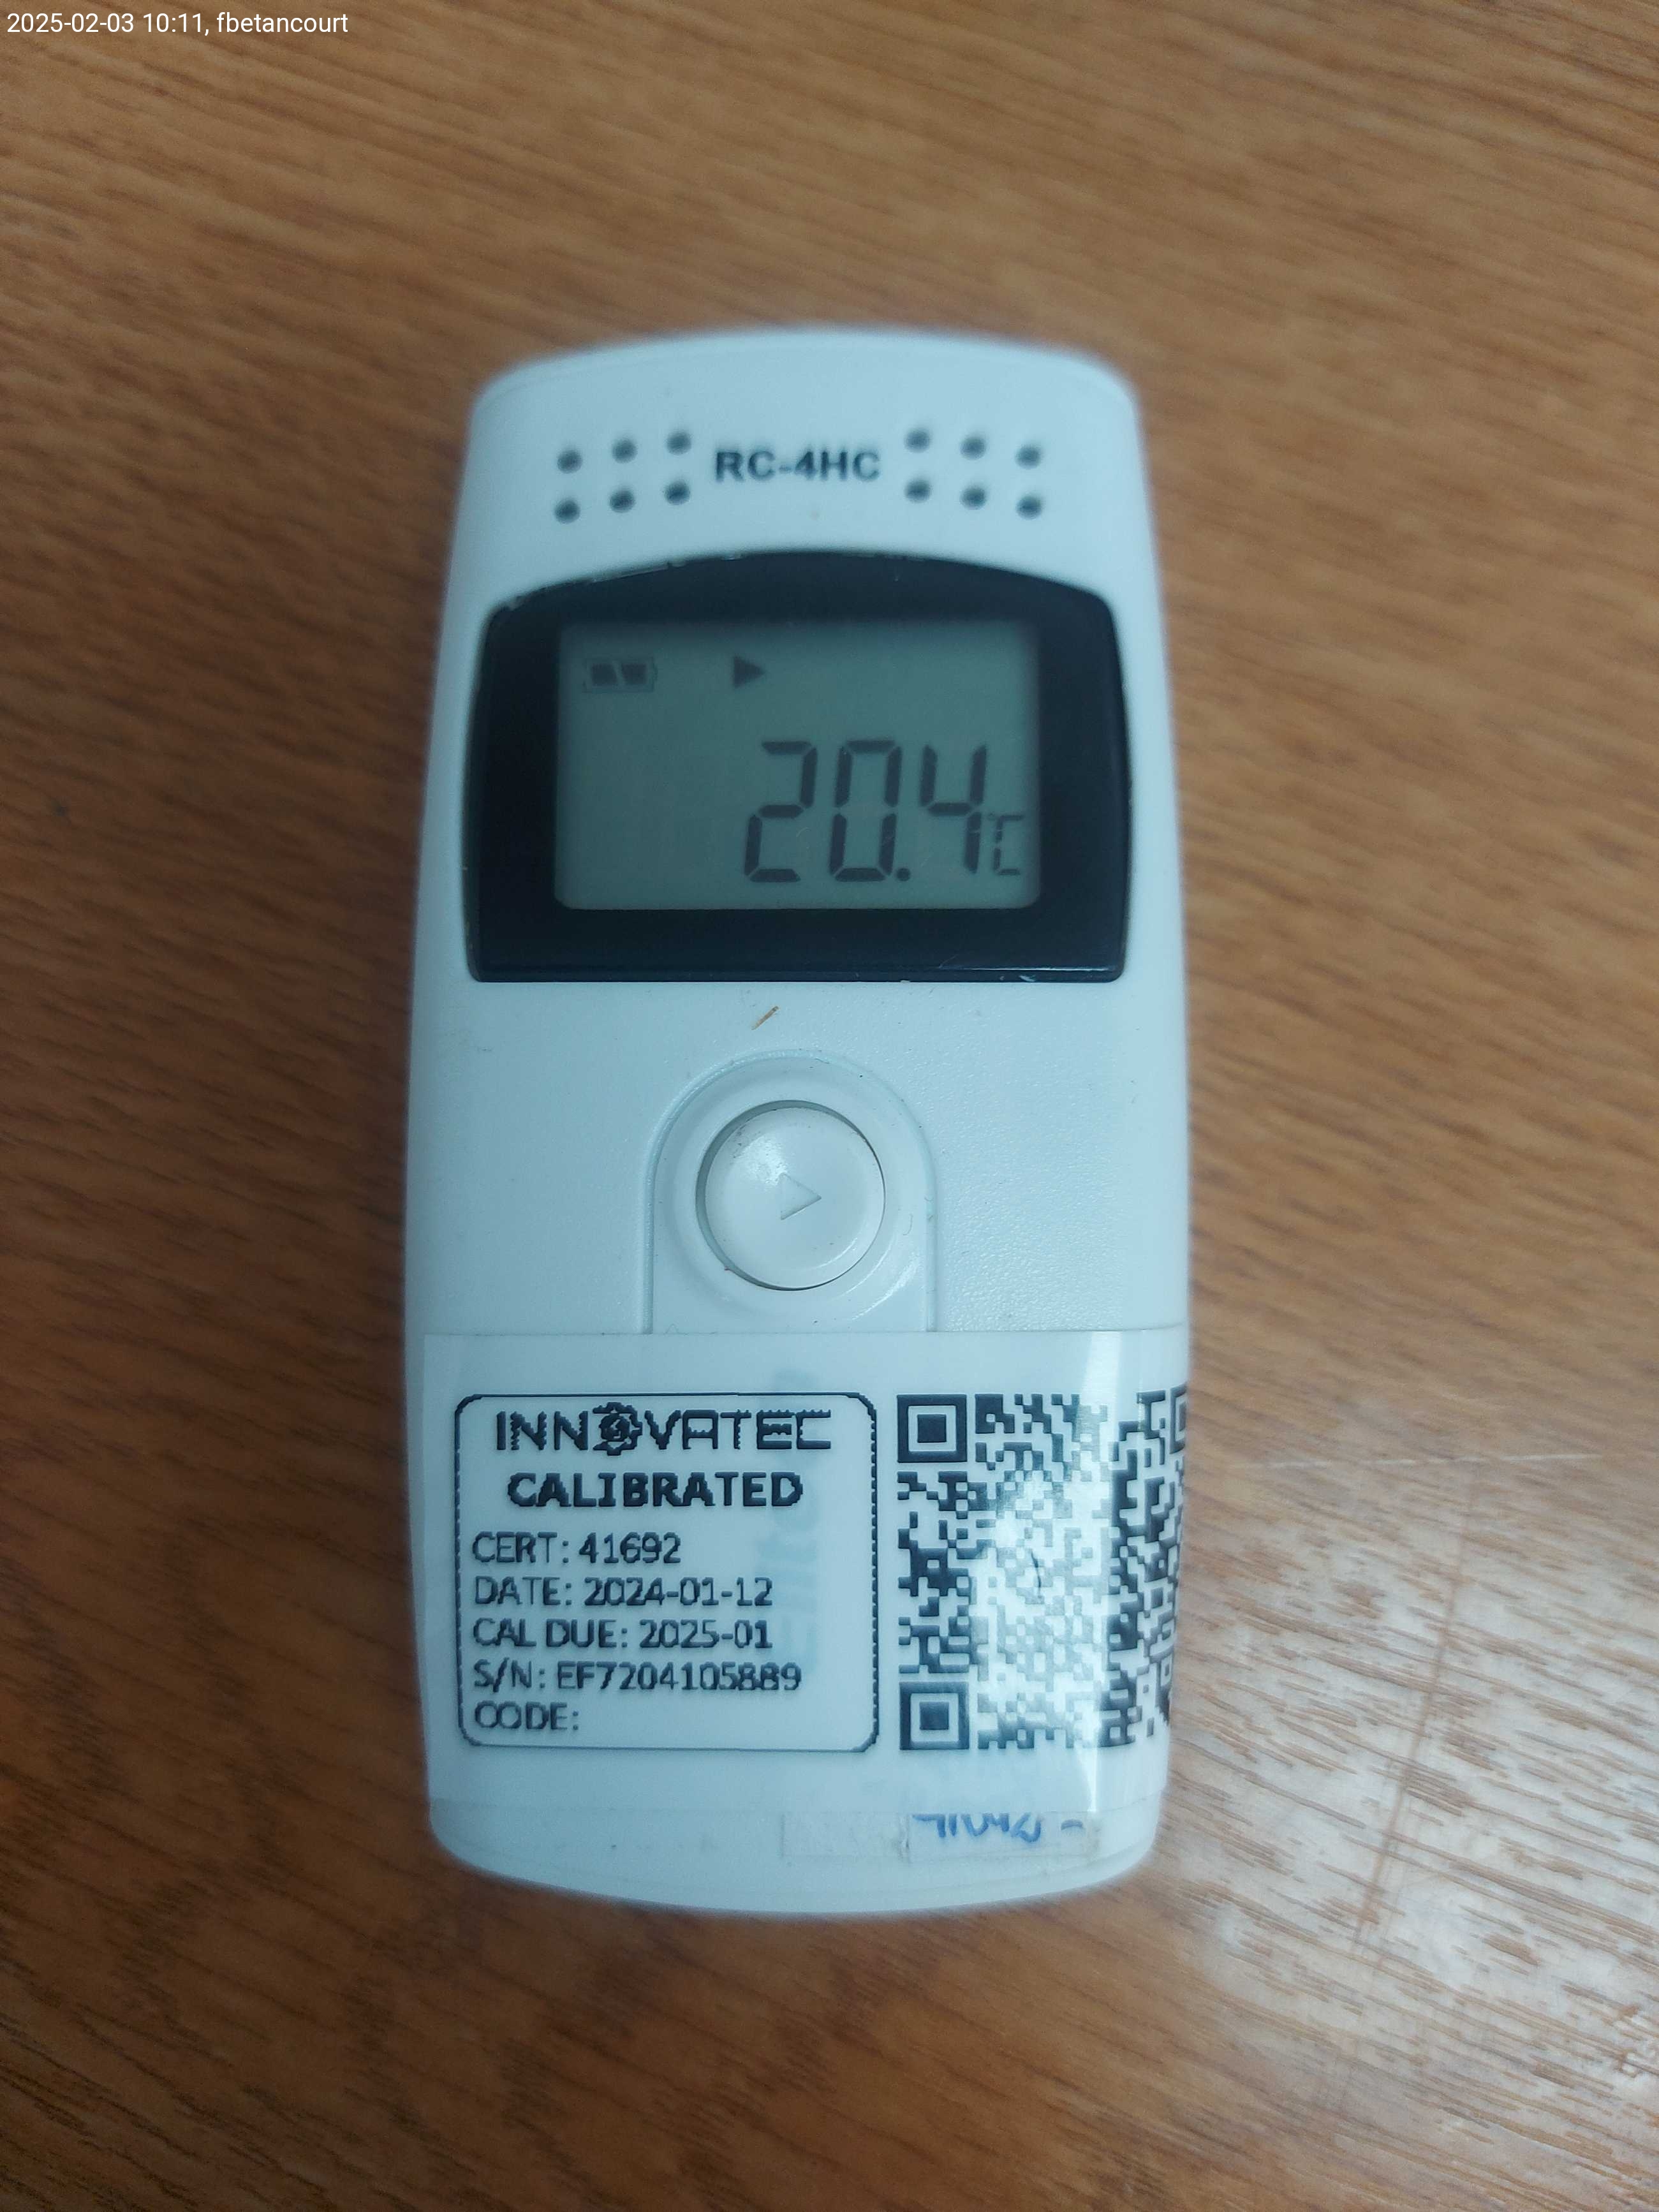 2025-02-03 10:11, fbetancourt
RC-4HC
20.4℃
INNOVATEC
CALIBRATED
CERT: 41692
DATE: 2024-01-12
CAL DUE: 2025-01
S/N: EF7204105889
CODE: